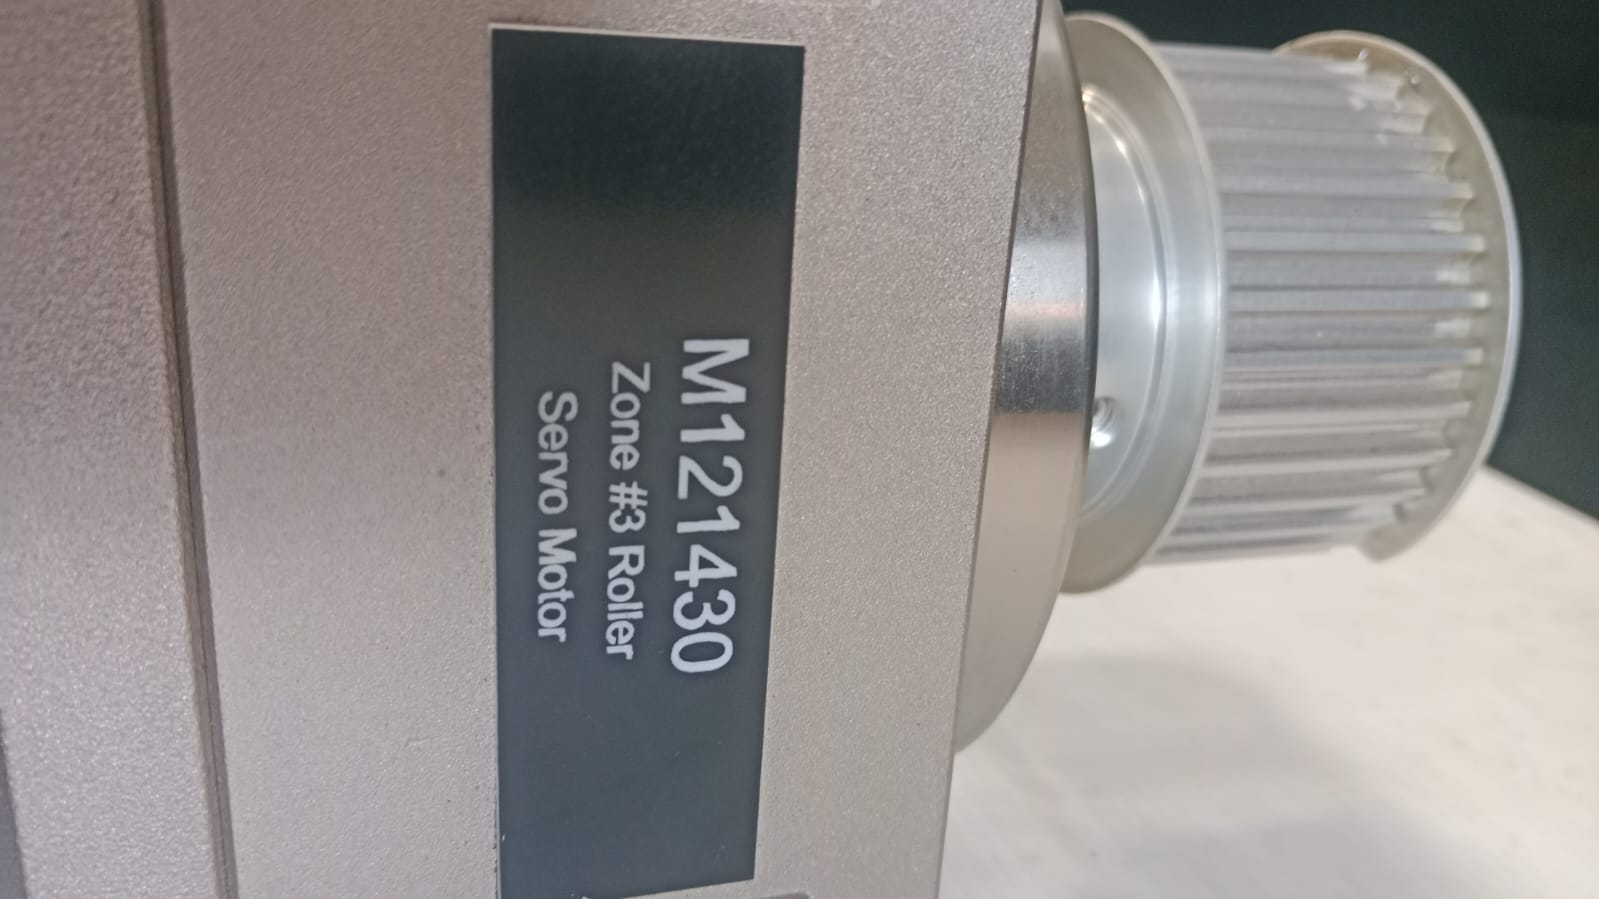 M121430
Zone #3 Roller
Servo Motor